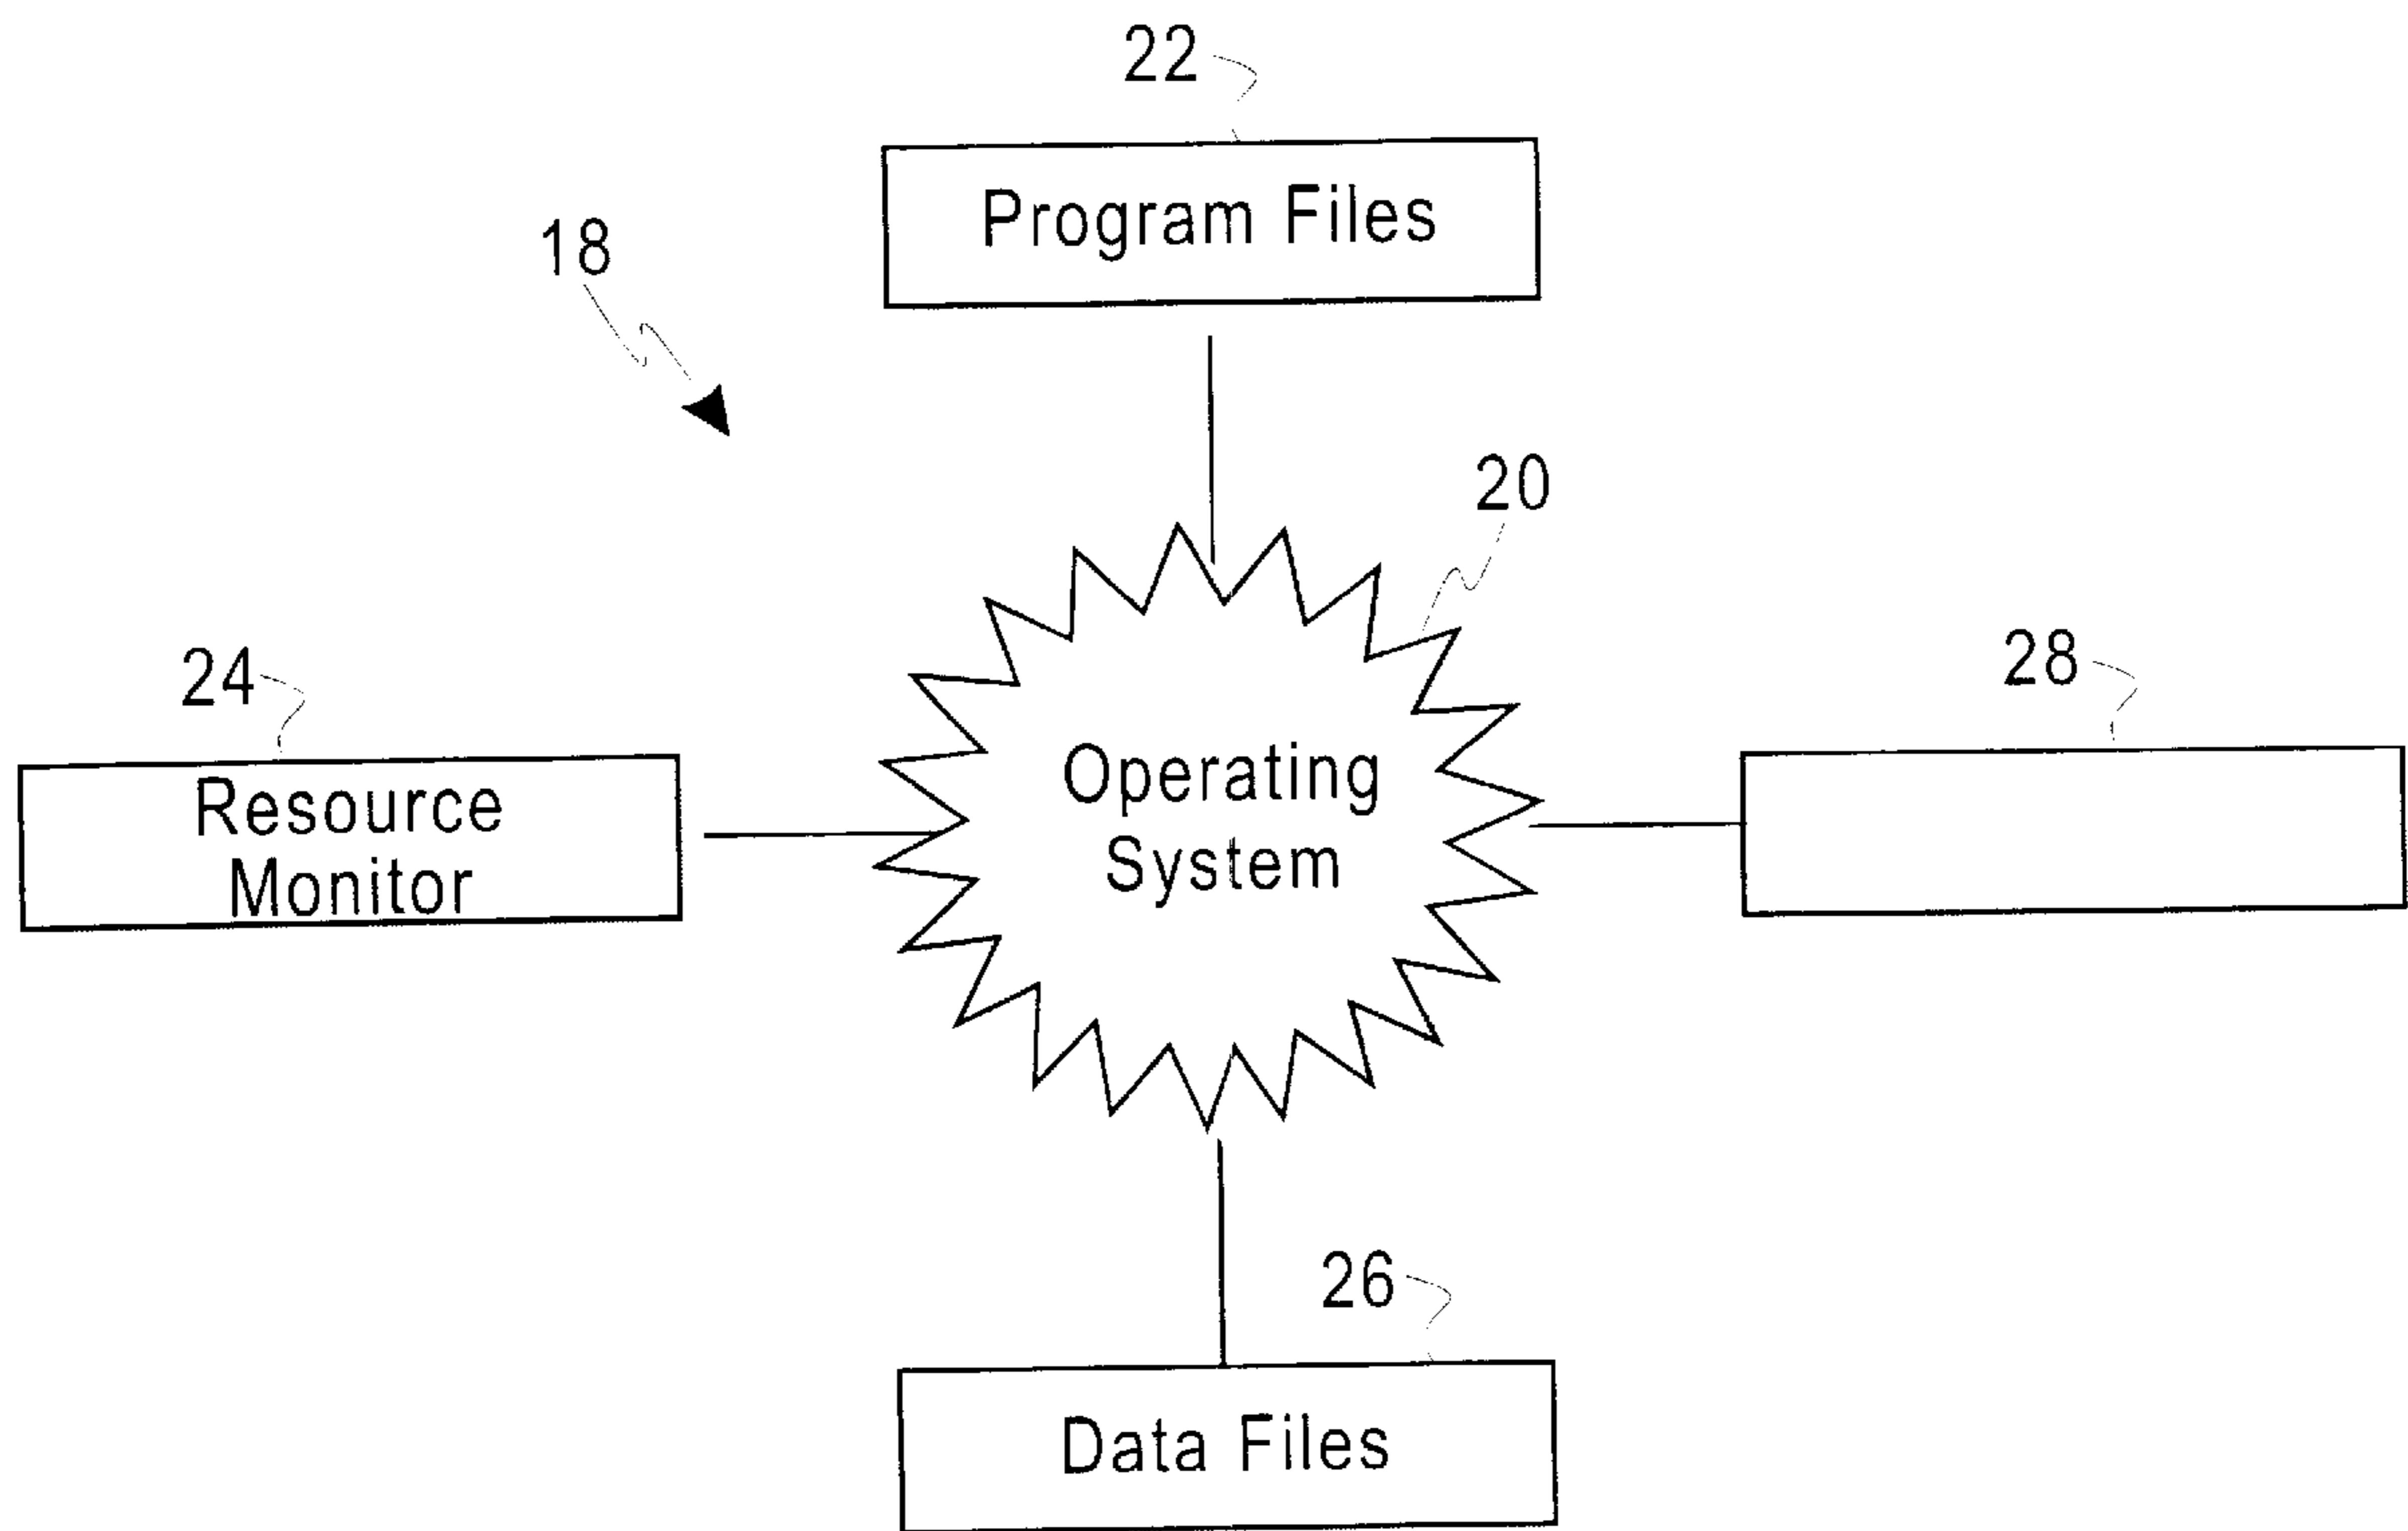 22
Program Files
18
20
24
28
Resource
Monitor
Operating
System
26
Data Files